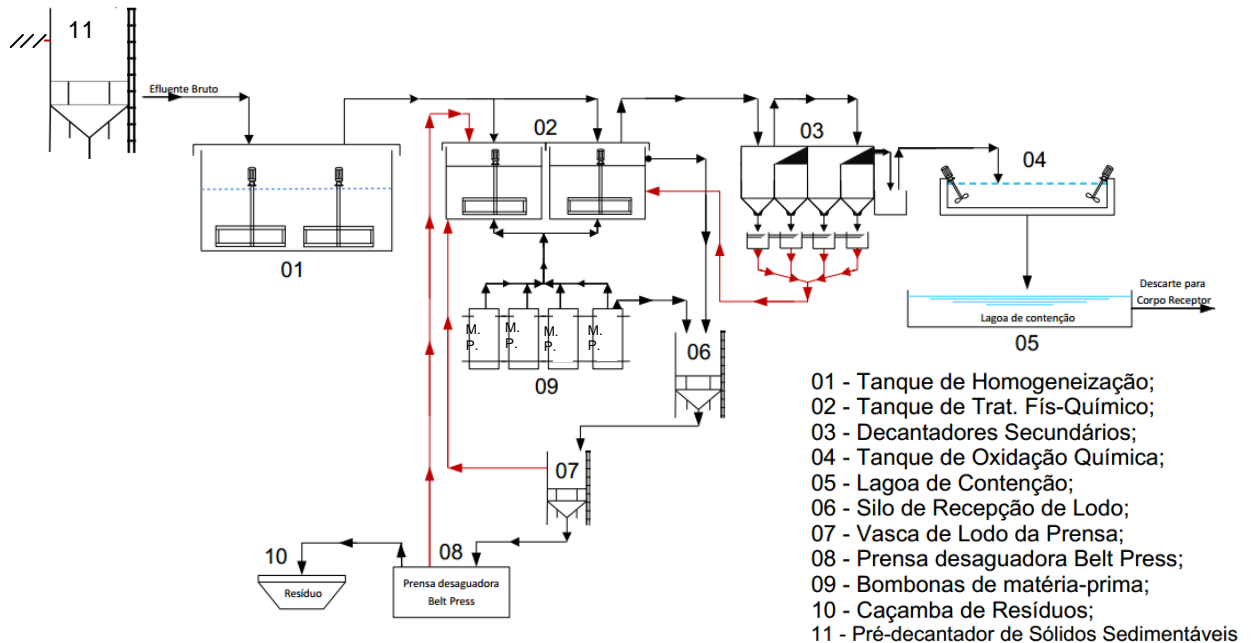 11
Efluente Bruto
02
03
04
01
M. P.
M. P.
M. P.
M. P.
09
06
Descarte para
Corpo Receptor
Lagoa de contenção
05
07
10
08
Resíduo
Prensa desaguadora
Belt Press
01 - Tanque de Homogeneização;
02 - Tanque de Trat. Fís-Químico;
03 - Decantadores Secundários;
04 - Tanque de Oxidação Química;
05 - Lagoa de Contenção;
06 - Silo de Recepção de Lodo;
07 - Vasca de Lodo da Prensa;
08 - Prensa desaguadora Belt Press;
09 - Bombonas de matéria-prima;
10 - Caçamba de Resíduos;
11 - Pré-decantador de Sólidos Sedimentáveis